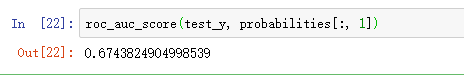 In [22]: roc_auc_score(test_y, probabilities[:, 1])
Out[22]: 0.6743824904998539